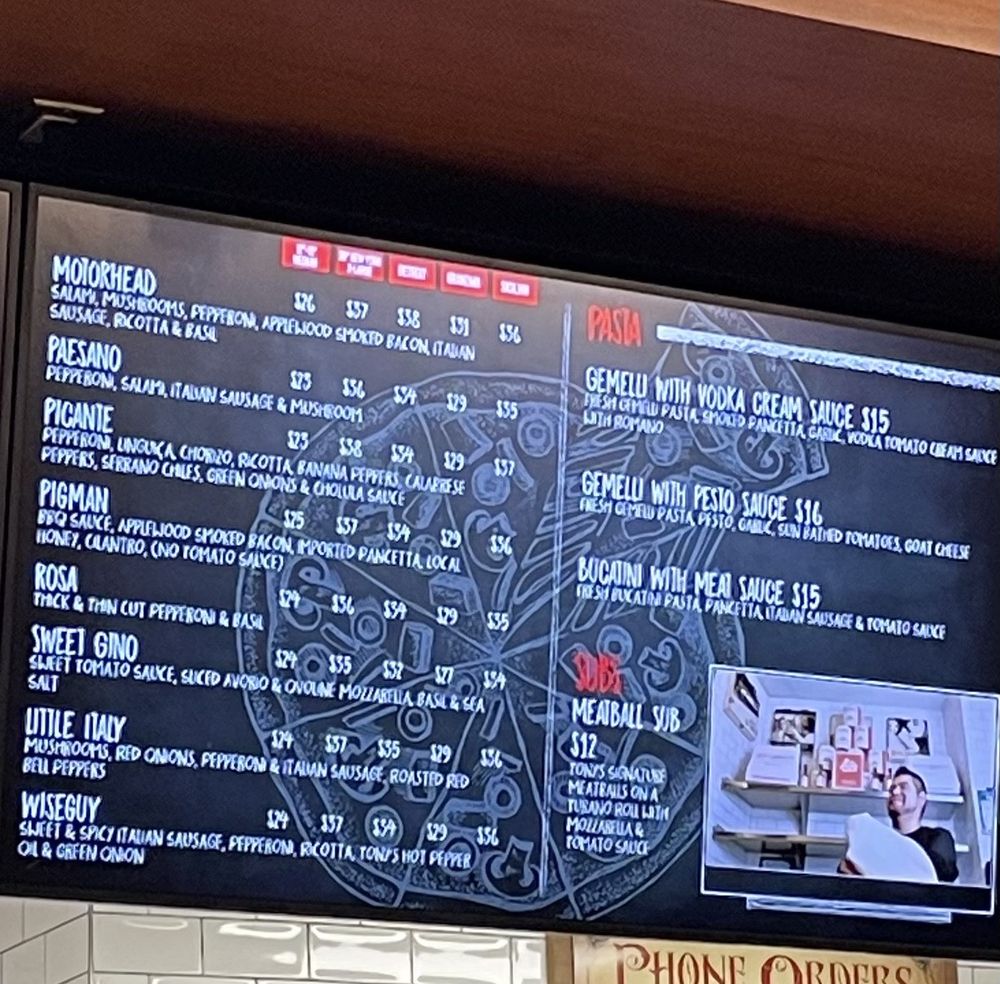 MOTORHEAD
$26 $37 $38 $31 $36
SALAMI, MUSHROOMS, PEPPERONI, APPLEWOOD SMOKED BACON, ITALIAN
SAUSAGE, RICOTTA & BASIL
PAESANO
$23 $36 $34 $29 $35
PEPPERONI, SALAMI, ITALIAN SAUSAGE & MUSHROOM
PICANTE
$23 $38 $34 $29 $37
PEPPERONI, LINGUIÇA, CHORIZO, RICOTTA, BANANA PEPPERS, CALABRESE
PEPPERS, SERRANO CHILES, GREEN ONIONS & CHOLULA SAUCE
PIGMAN
$25 $37 $34 $29 $36
BBQ SAUCE, APPLEWOOD SMOKED BACON, IMPORTED PANCETTA, LOCAL
HONEY, CILANTRO, (NO TOMATO SAUCE)
ROSA
$24 $36 $34 $29 $35
THICK & THIN CUT PEPPERONI & BASIL
SWEET GINO
$24 $35 $32 $27 $34
SWEET TOMATO SAUCE, SLICED AVORIO & OVOLINE MOZZARELLA, BASIL & SEA
SALT
LITTLE ITALY
$24 $37 $35 $29 $36
MUSHROOMS, RED ONIONS, PEPPERONI & ITALIAN SAUSAGE, ROASTED RED
BELL PEPPERS
WISEGUY
$24 $37 $34 $29 $36
SWEET & SPICY ITALIAN SAUSAGE, PEPPERONI, RICOTTA, TONY'S HOT PEPPER
OIL & GREEN ONION
PASTA
GEMELLI WITH VODKA CREAM SAUCE $15
FRESH GEMELLI PASTA, SMOKED PANCETTA, GARLIC, VODKA TOMATO CREAM SAUCE
WITH ROMANO
GEMELLI WITH PESTO SAUCE $16
FRESH GEMELLI PASTA, PESTO, GARLIC, SUN BATHED TOMATOES, GOAT CHEESE
BUCATINI WITH MEAT SAUCE $15
FRESH BUCATINI PASTA, PANCETTA, ITALIAN SAUSAGE & TOMATO SAUCE
SUBS
MEATBALL SUB
$12
TONY'S SIGNATURE
MEATBALLS ON A
TURANO ROLL WITH
MOZZARELLA &
TOMATO SAUCE
PHONE ORDERS